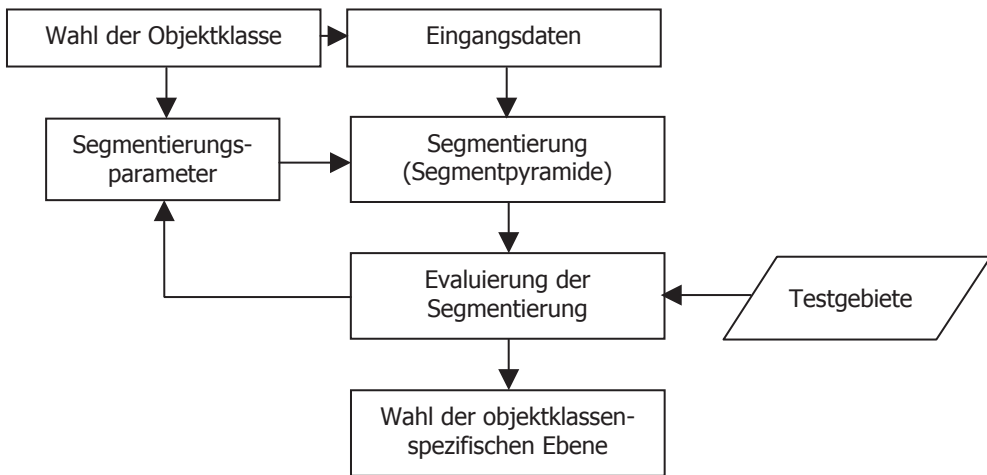 Wahl der Objektklasse
Eingangsdaten
Segmentierungs-
parameter
Segmentierung
(Segmentpyramide)
Evaluierung der
Segmentierung
Testgebiete
Wahl der objektklassen-
spezifischen Ebene